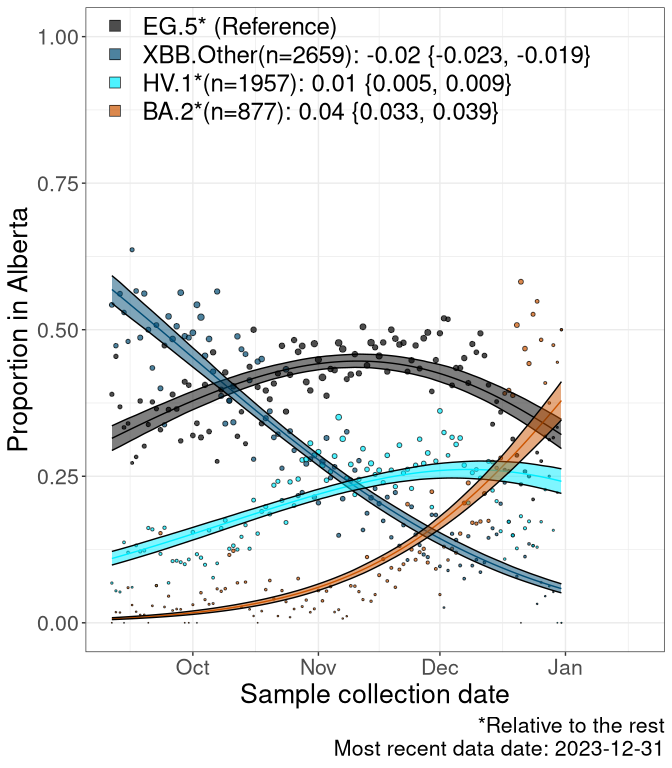 EG.5* (Reference)
XBB.Other(n=2659): -0.02 {-0.023, -0.019}
HV.1*(n=1957): 0.01 {0.005, 0.009}
BA.2*(n=877): 0.04 {0.033, 0.039}
1.00
0.75
0.50
0.25
0.00
Proportion in Alberta
Oct Nov Dec Jan
Sample collection date
*Relative to the rest
Most recent data date: 2023-12-31